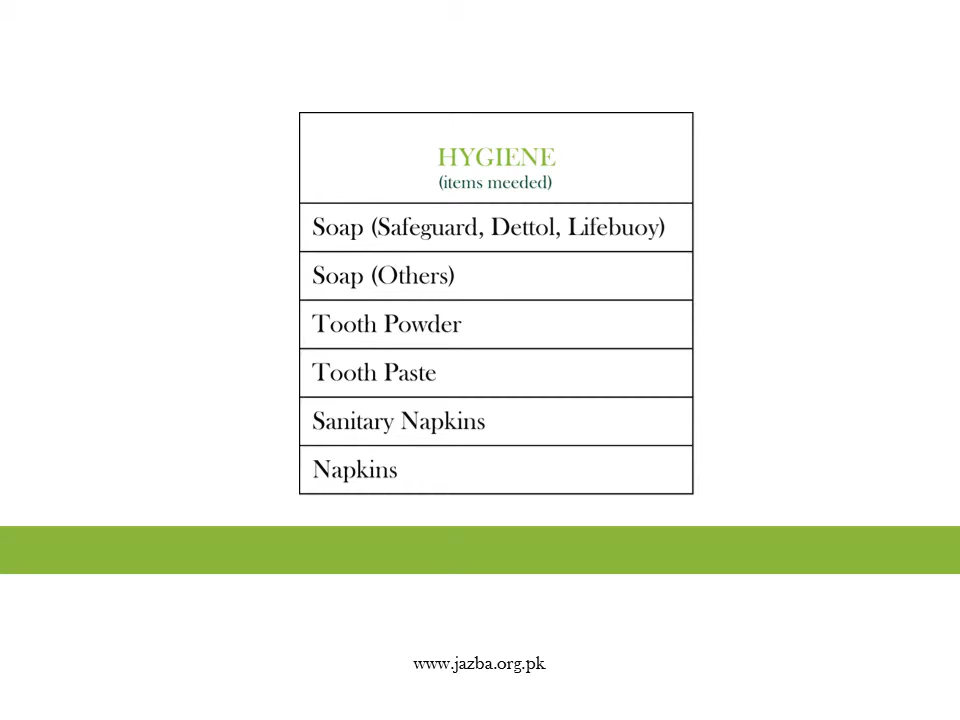 HYGIENE
(items meeded)
Soap (Safeguard, Dettol, Lifebuoy)
Soap (Others)
Tooth Powder
Tooth Paste
Sanitary Napkins
Napkins
www.jazba.org.pk